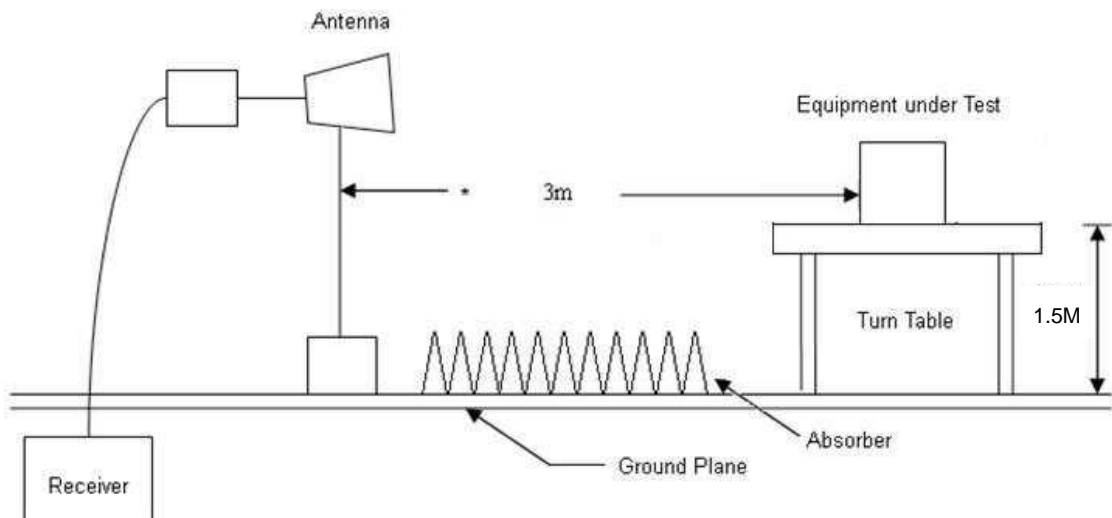 Antenna
Equipment under Test
* 3m
1.5M
Turn Table
Absorber
Ground Plane
Receiver